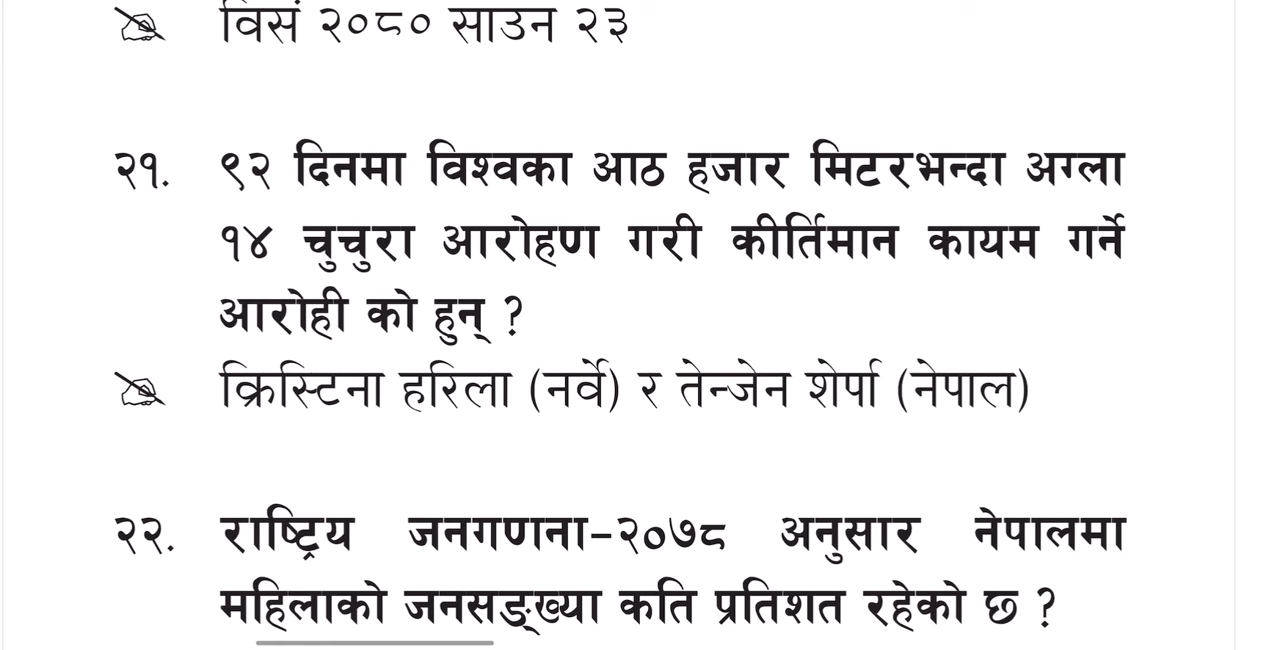 विसं २०८० साउन २३
२१. ९२ दिनमा विश्वका आठ हजार मिटरभन्दा अग्ला
१४ चुचुरा आरोहण गरी कीर्तिमान कायम गर्ने
आरोही को हुन् ?
क्रिस्टिना हरिला (नर्वे) र तेन्जेन शेर्पा (नेपाल)
२२. राष्ट्रिय जनगणना-२०७८ अनुसार नेपालमा
महिलाको जनसङ्ख्या कति प्रतिशत रहेको छ ?